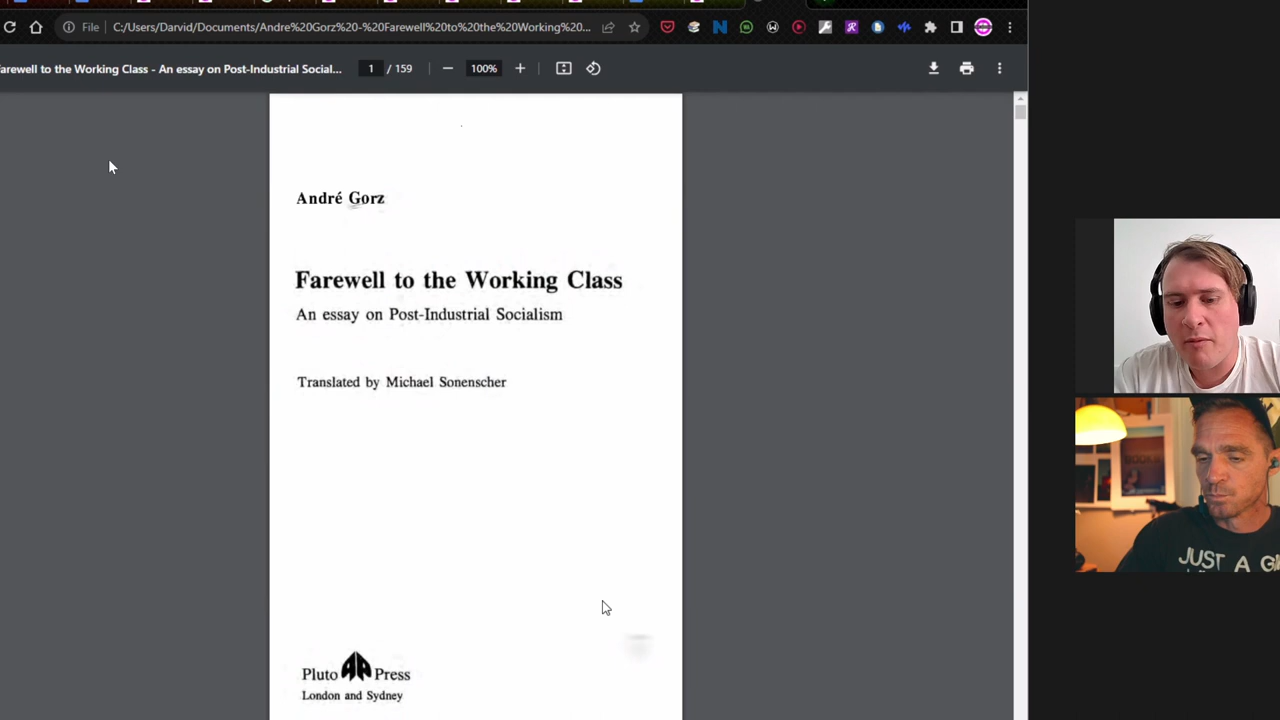 File
C:/Users/Darvid/Documents/Andre%20Gorz%20-%20Farewell%20to%20the%20Working%20...
arewell to the Working Class - An essay on Post-Industrial Social...
1 / 159
100%
André Gorz
Farewell to the Working Class
An essay on Post-Industrial Socialism
Translated by Michael Sonenscher
Pluto Press
London and Sydney
BOOKS
JUST A